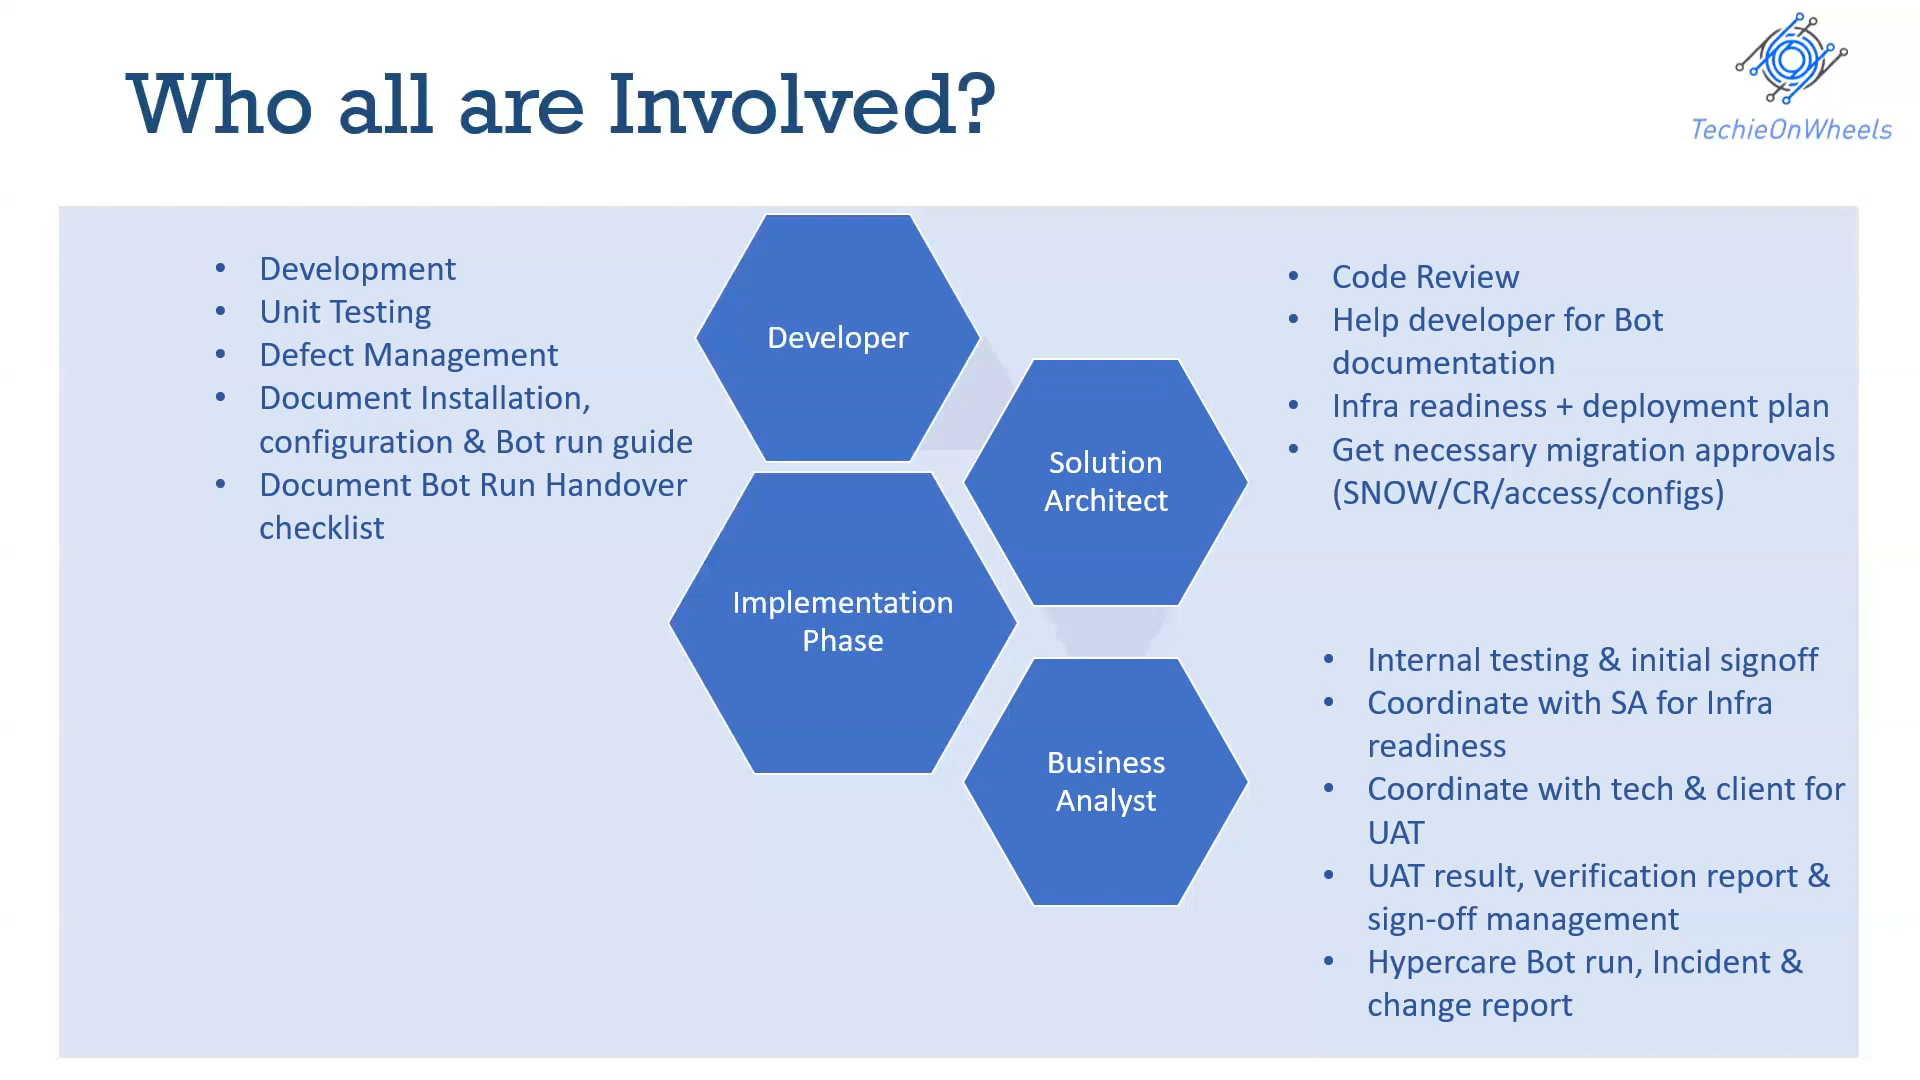 Who all are Involved?
TechieOnWheels
• Development
• Unit Testing
• Defect Management
• Document Installation,
configuration & Bot run guide
• Document Bot Run Handover
checklist
Developer
Solution
Architect
• Code Review
• Help developer for Bot
documentation
• Infra readiness + deployment plan
• Get necessary migration approvals
(SNOW/CR/access/configs)
Implementation
Phase
Business
Analyst
• Internal testing & initial signoff
• Coordinate with SA for Infra
readiness
• Coordinate with tech & client for
UAT
• UAT result, verification report &
sign-off management
• Hypercare Bot run, Incident &
change report